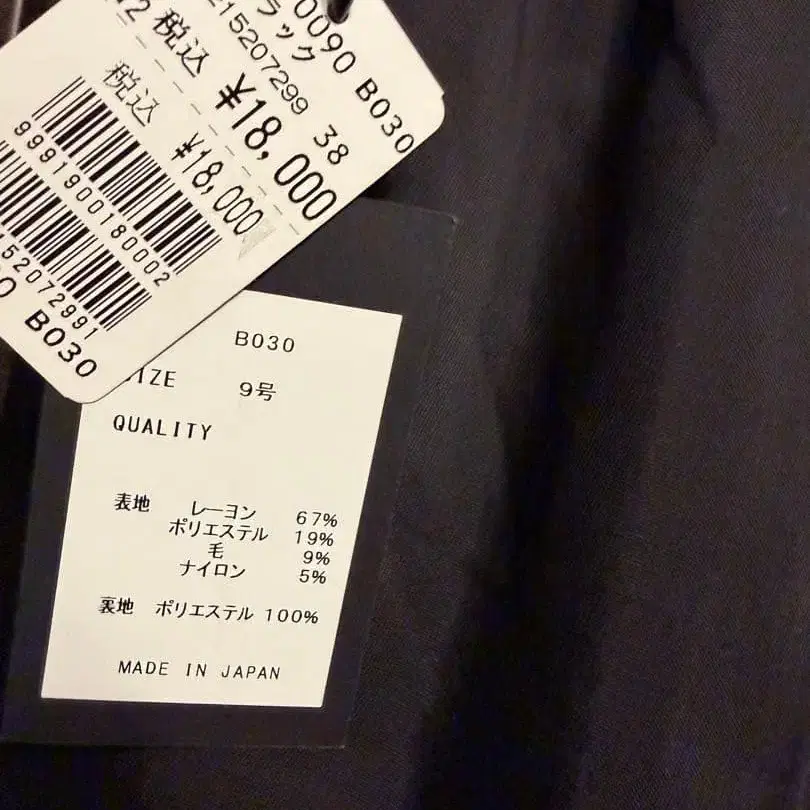 0090 B030
ラック
215207299 38
税込 ¥18,000
税込 ¥18,000
9991900180002
52072991
B030
B030
IZE 9号
QUALITY
表地 レーヨン 67%
ポリエステル 19%
毛 9%
ナイロン 5%
裏地 ポリエステル 100%
MADE IN JAPAN